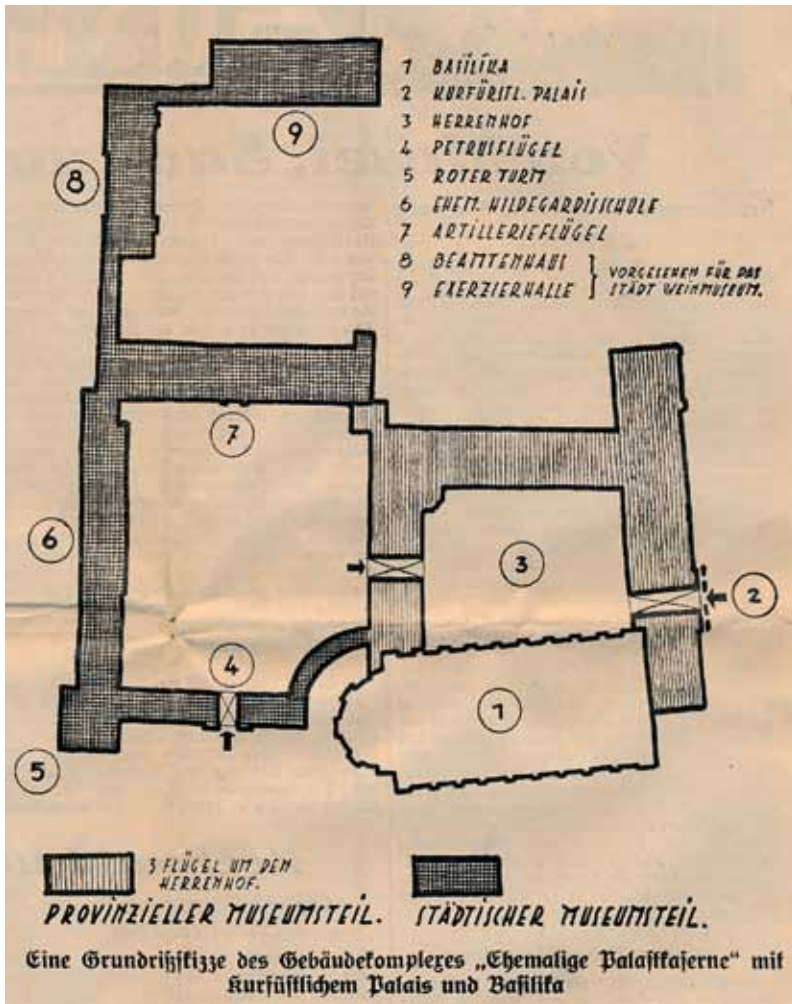 1 BASILIKA
2 KURFÜRSTL. PALAIS
3 HERRENHOF
4 PETRUSFLÜGEL
5 ROTER TURM
6 EHEM. HILDEGARDISSCHULE
7 ARTILLERIEFLÜGEL
8 BEAMTENHAUS
9 EXERZIERHALLE
VORGESEHEN FÜR DAS
STÄDT WEINMUSEUM.
9
8
7
6
3
2
4
1
5
3 FLÜGEL UM DEN
HERRENHOF.
PROVINZIELLER MUSEUMSTEIL.
STÄDTISCHER MUSEUMSTEIL.
Eine Grundrißskizze des Gebäudekomplexes „Ehemalige Palastkaserne“ mit
Kurfüstlichem Palais und Basilika